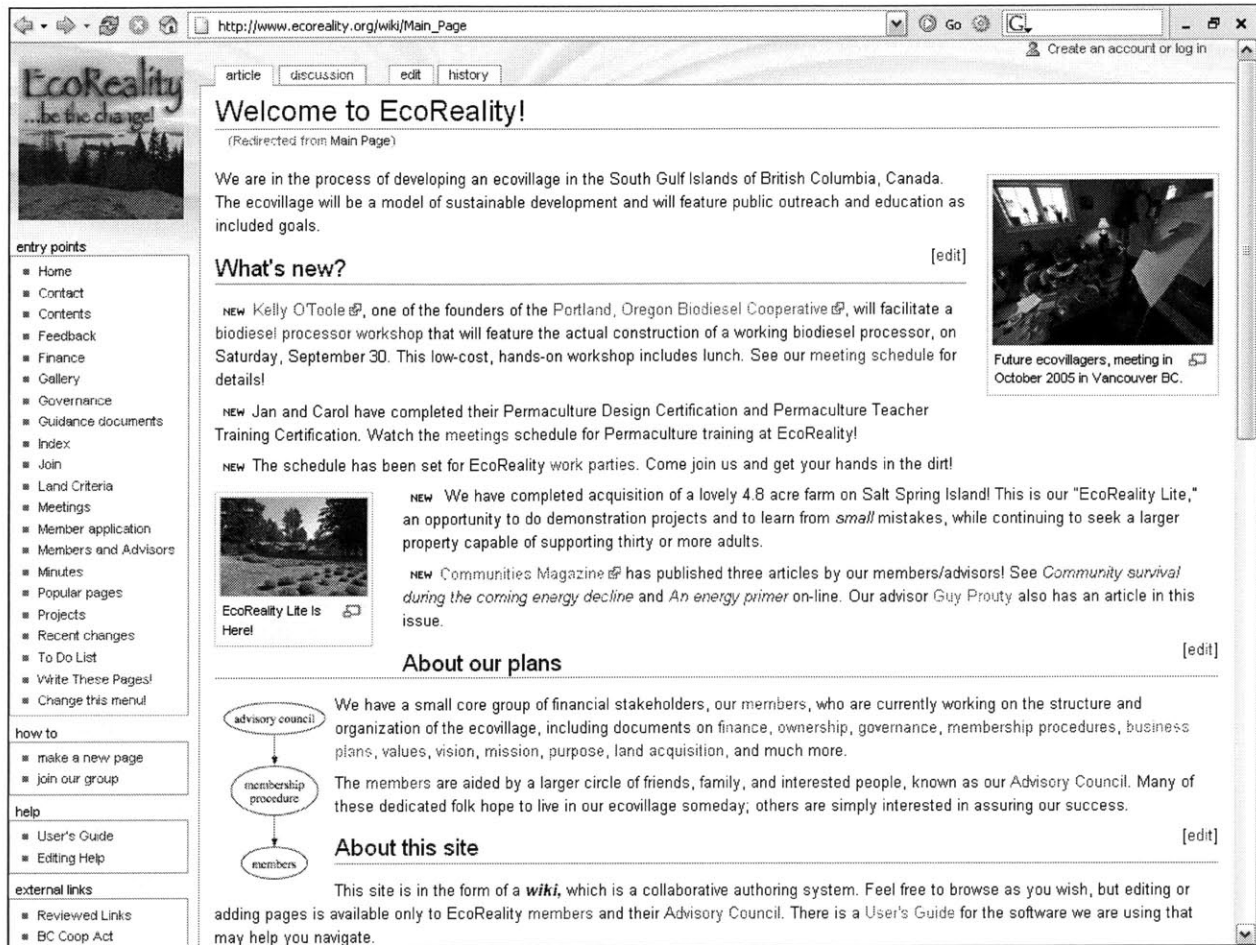 http://www.ecoreality.org/wiki/Main_Page
Go
G
Create an account or log in
EcoReality
...be the change!
article
discussion
edit
history
Welcome to EcoReality!
(Redirected from Main Page)
We are in the process of developing an ecovillage in the South Gulf Islands of British Columbia, Canada.
The ecovillage will be a model of sustainable development and will feature public outreach and education as
included goals.
Future ecovillagers, meeting in
October 2005 in Vancouver BC.
[edit]
What's new?
NEW Kelly O'Toole, one of the founders of the Portland, Oregon Biodiesel Cooperative, will facilitate a
biodiesel processor workshop that will feature the actual construction of a working biodiesel processor, on
Saturday, September 30. This low-cost, hands-on workshop includes lunch. See our meeting schedule for
details!
NEW Jan and Carol have completed their Permaculture Design Certification and Permaculture Teacher
Training Certification. Watch the meetings schedule for Permaculture training at EcoReality!
NEW The schedule has been set for EcoReality work parties. Come join us and get your hands in the dirt!
EcoReality Lite Is
Here!
NEW We have completed acquisition of a lovely 4.8 acre farm on Salt Spring Island! This is our "EcoReality Lite,"
an opportunity to do demonstration projects and to learn from small mistakes, while continuing to seek a larger
property capable of supporting thirty or more adults.
NEW Communities Magazine has published three articles by our members/advisors! See Community survival
during the coming energy decline and An energy primer on-line. Our advisor Guy Prouty also has an article in this
issue.
[edit]
About our plans
advisory council
membership
procedure
members
We have a small core group of financial stakeholders, our members, who are currently working on the structure and
organization of the ecovillage, including documents on finance, ownership, governance, membership procedures, business
plans, values, vision, mission, purpose, land acquisition, and much more.
The members are aided by a larger circle of friends, family, and interested people, known as our Advisory Council. Many of
these dedicated folk hope to live in our ecovillage someday; others are simply interested in assuring our success.
[edit]
About this site
This site is in the form of a wiki, which is a collaborative authoring system. Feel free to browse as you wish, but editing or
adding pages is available only to EcoReality members and their Advisory Council. There is a User's Guide for the software we are using that
may help you navigate.
entry points
Home
Contact
Contents
Feedback
Finance
Gallery
Governance
Guidance documents
Index
Join
Land Criteria
Meetings
Member application
Members and Advisors
Minutes
Popular pages
Projects
Recent changes
To Do List
Write These Pages!
Change this menu!
how to
make a new page
join our group
help
User's Guide
Editing Help
external links
Reviewed Links
BC Coop Act